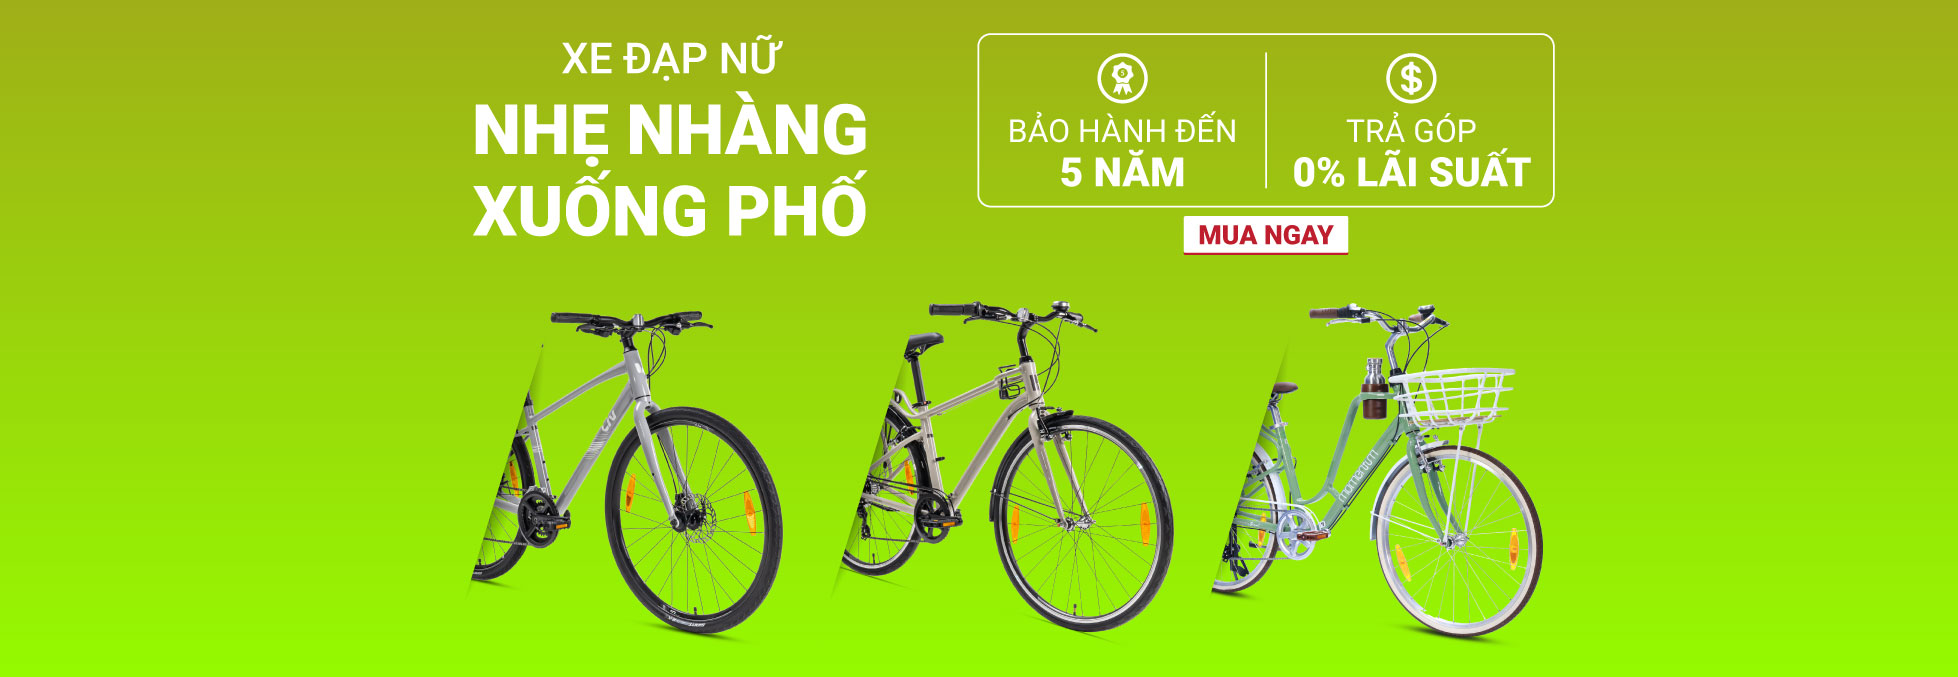 XE ĐẠP NỮ
NHẸ NHÀNG
XUỐNG PHỐ
BẢO HÀNH ĐẾN
5 NĂM
TRẢ GÓP
0% LÃI SUẤT
MUA NGAY
momentum